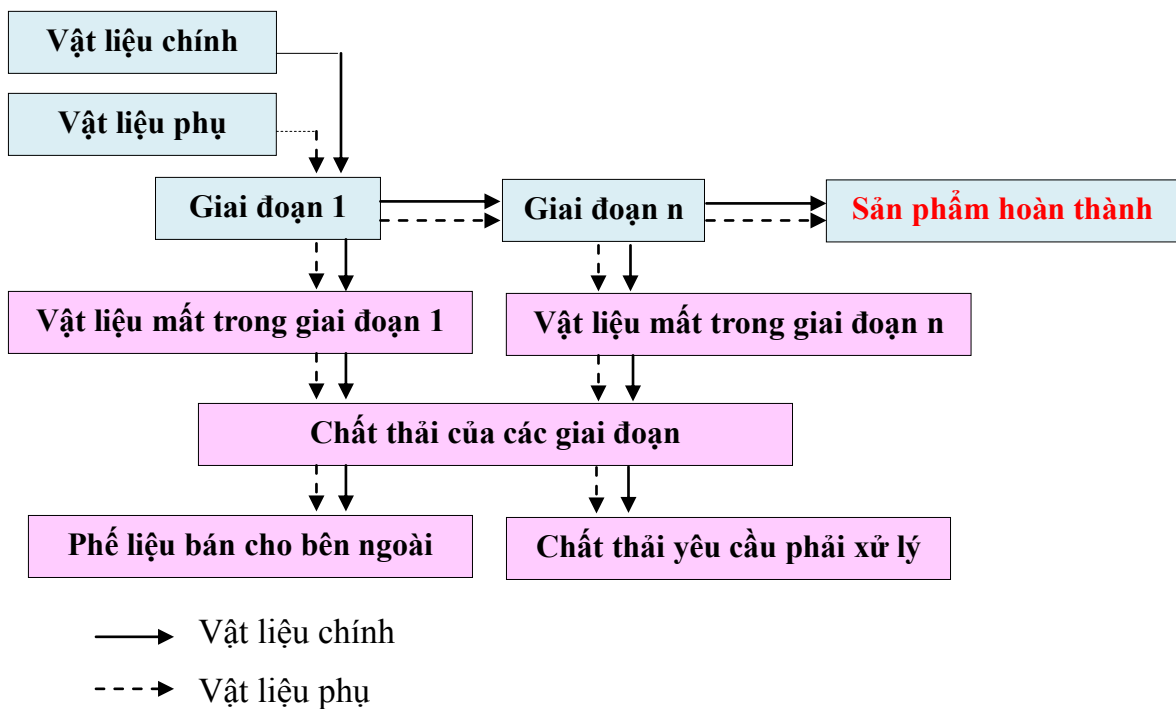 Vật liệu chính
Vật liệu phụ
Giai đoạn 1
Giai đoạn n
Sản phẩm hoàn thành
Vật liệu mất trong giai đoạn 1
Vật liệu mất trong giai đoạn n
Chất thải của các giai đoạn
Phế liệu bán cho bên ngoài
Chất thải yêu cầu phải xử lý
Vật liệu chính
Vật liệu phụ